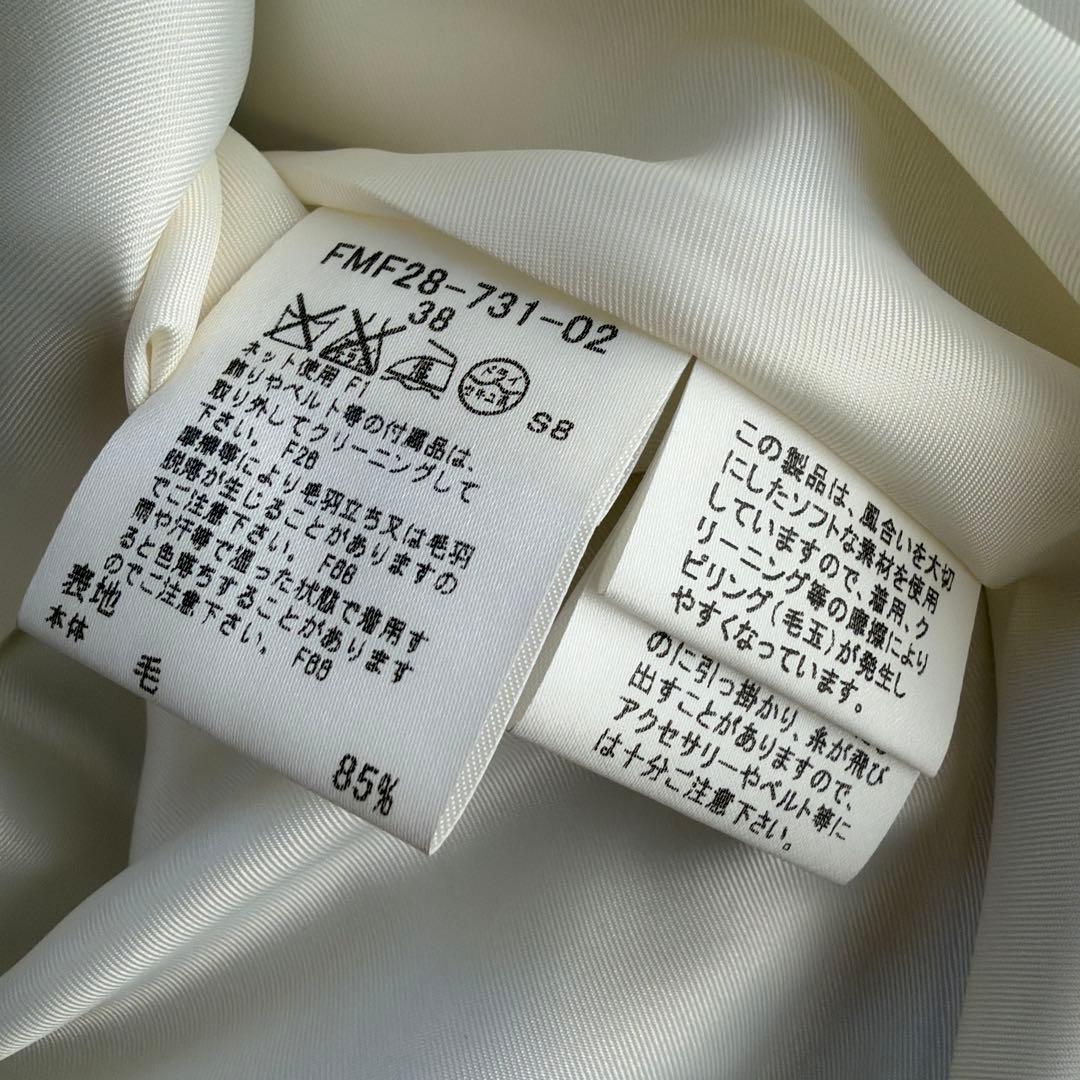 FMF28-731-02
38
ドライ
セキユ系
S8
ネット使用 F1
飾りやベルト等の付属品は、
取り外してクリーニングして
下さい。 F26
摩擦等により毛羽立ち又は毛羽
脱落が生じることがありますの
でご注意下さい。 F68
雨や汗等で湿った状態で着用す
ると色落ちすることがあります
のでご注意下さい。
表地
本体
毛
85%
この製品は、風合いを大切
にしたソフトな素材を使用
していますので、着用、ク
リーニング等の摩擦により
ピリング(毛玉)が発生し
やすくなっています。
のに引っ掛かり、糸が飛び
出すことがありますので、
アクセサリーやベルト等に
は十分ご注意下さい。